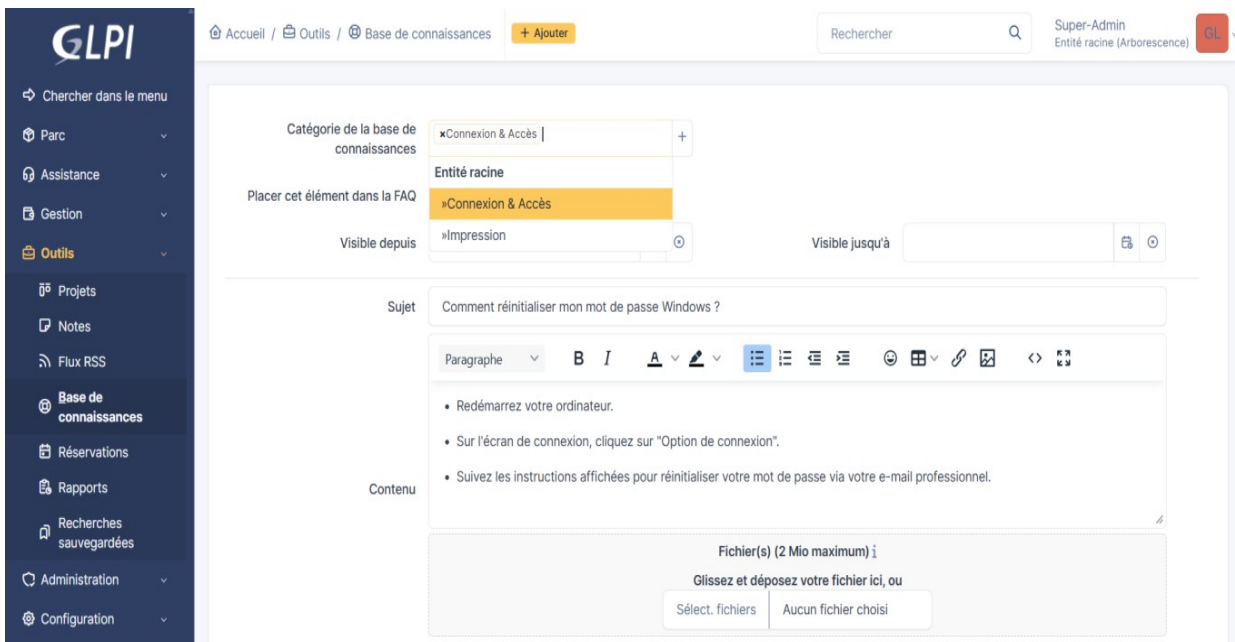 GLPI
Accueil / Outils / Base de connaissances
+ Ajouter
Rechercher
Super-Admin
Entité racine (Arborescence)
GL
Chercher dans le menu
Parc
Assistance
Gestion
Outils
Projets
Notes
Flux RSS
Base de
connaissances
Réservations
Rapports
Recherches
sauvegardées
Administration
Configuration
Catégorie de la base de
connaissances
×Connexion & Accès
+
Entité racine
»Connexion & Accès
»Impression
Placer cet élément dans la FAQ
Visible depuis
Visible jusqu'à
Sujet
Comment réinitialiser mon mot de passe Windows ?
Paragraphe
B I A
Contenu
• Redémarrez votre ordinateur.
• Sur l'écran de connexion, cliquez sur "Option de connexion".
• Suivez les instructions affichées pour réinitialiser votre mot de passe via votre e-mail professionnel.
Fichier(s) (2 Mio maximum) i
Glissez et déposez votre fichier ici, ou
Sélect. fichiers
Aucun fichier choisi